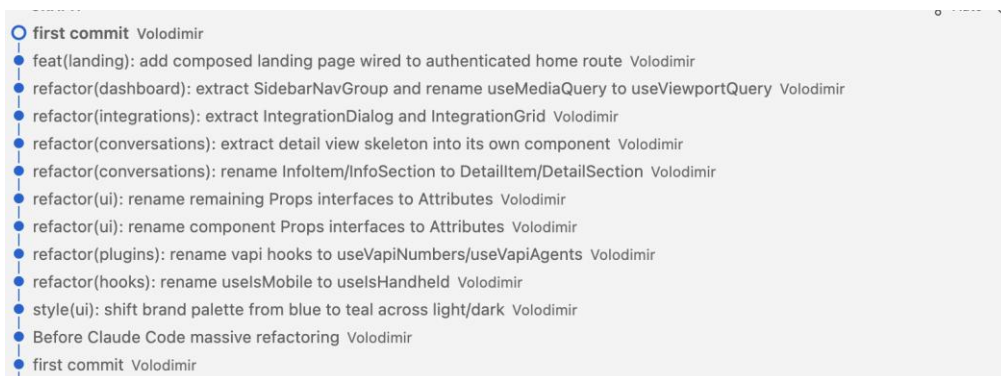 first commit Volodimir
feat(landing): add composed landing page wired to authenticated home route Volodimir
refactor(dashboard): extract SidebarNavGroup and rename useMediaQuery to useViewportQuery Volodimir
refactor(integrations): extract IntegrationDialog and IntegrationGrid Volodimir
refactor(conversations): extract detail view skeleton into its own component Volodimir
refactor(conversations): rename InfoItem/InfoSection to DetailItem/DetailSection Volodimir
refactor(ui): rename remaining Props interfaces to Attributes Volodimir
refactor(ui): rename component Props interfaces to Attributes Volodimir
refactor(plugins): rename vapi hooks to useVapiNumbers/useVapiAgents Volodimir
refactor(hooks): rename useIsMobile to useIsHandheld Volodimir
style(ui): shift brand palette from blue to teal across light/dark Volodimir
Before Claude Code massive refactoring Volodimir
first commit Volodimir